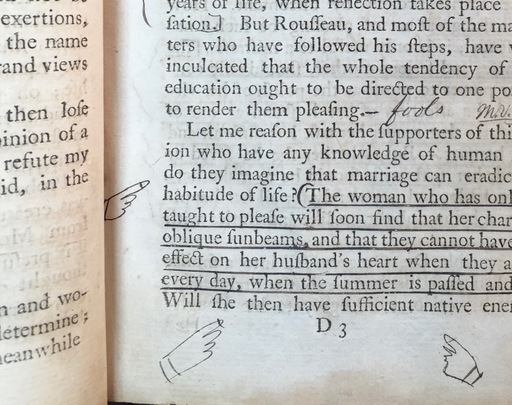 exertions,
the name
and views
then loſe
inion of a
refute my
id, in the
n and wo-
determine;
meanwhile
years of life, when reflection takes place
ſation.] But Rouſſeau, and moſt of the ma
ters who have followed his ſteps, have
inculcated that the whole tendency of
education ought to be directed to one po
to render them pleaſing.— fools M.V.
Let me reaſon with the ſupporters of thi
ion who have any knowledge of human
do they imagine that marriage can eradic
habitude of life? (The woman who has onl
taught to pleaſe will ſoon find that her char
oblique ſunbeams, and that they cannot have
effect on her huſband's heart when they a
every day, when the ſummer is paſſed and
Will ſhe then have ſufficient native ener
D 3